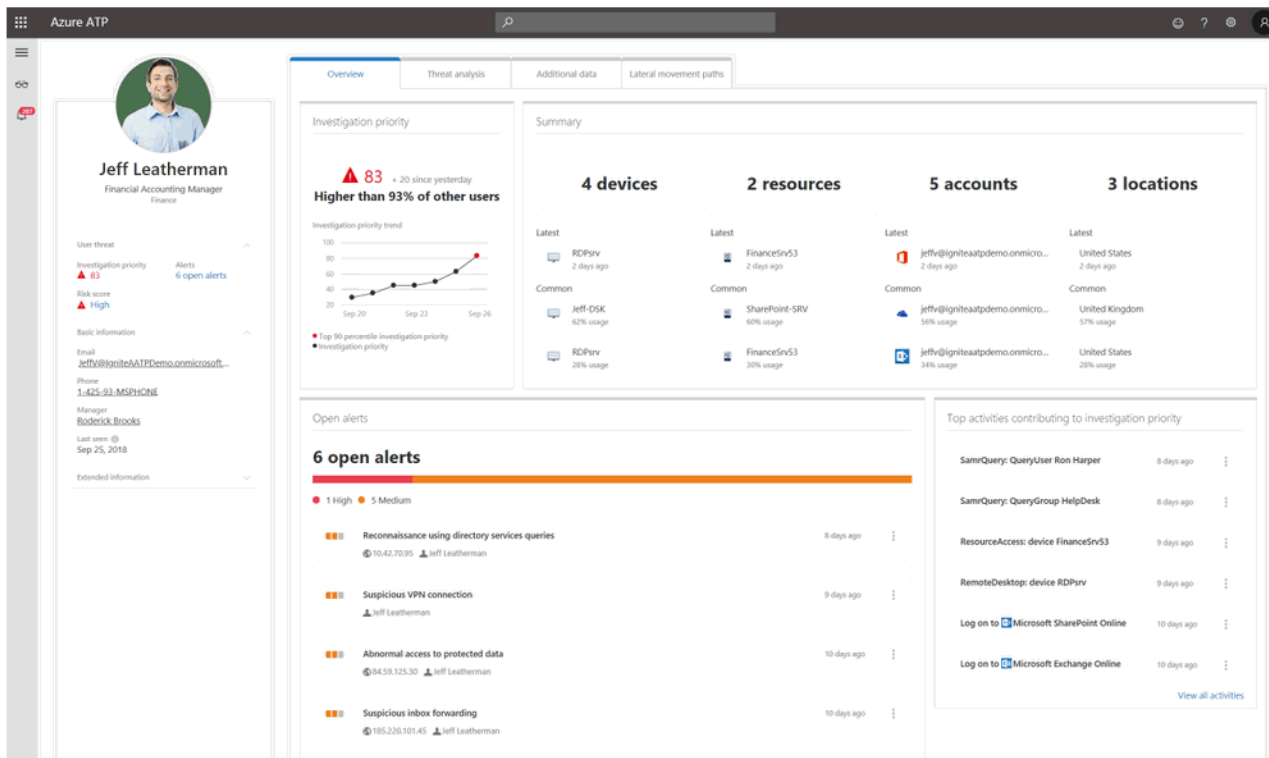 Azure ATP
?
287
Jeff Leatherman
Financial Accounting Manager
Finance
User threat
Investigation priority
83
Alerts
6 open alerts
Risk score
High
Basic information
Email
JeffV@IgniteAATPDemo.onmicrosoft...
Phone
1-425-93-MSPHONE
Manager
Roderick Brooks
Last seen
Sep 25, 2018
Extended information
Overview
Threat analysis
Additional data
Lateral movement paths
Investigation priority
83 + 20 since yesterday
Higher than 93% of other users
Investigation priority trend
100
80
60
40
20
Sep-20 Sep 23 Sep 26
Top 90 percentile investigation priority
Investigation priority
Summary
4 devices
Latest
RDPsrv
2 days ago
Common
Jeff-DSK
62% usage
RDPsrv
28% usage
2 resources
Latest
FinanceSrv53
2 days ago
Common
SharePoint-SRV
60% usage
FinanceSrv53
30% usage
5 accounts
Latest
jeffv@igniteaatpdemo.onmicro...
2 days ago
Common
jeffv@igniteaatpdemo.onmicro...
56% usage
jeffv@igniteaatpdemo.onmicro...
34% usage
3 locations
Latest
United States
2 days ago
Common
United Kingdom
57% usage
United States
28% usage
Open alerts
6 open alerts
1 High 5 Medium
Reconnaissance using directory services queries 8 days ago
10.42.70.95 Jeff Leatherman
Suspicious VPN connection 9 days ago
Jeff Leatherman
Abnormal access to protected data 10 days ago
84.59.125.30 Jeff Leatherman
Suspicious inbox forwarding 10 days ago
185.220.101.45 Jeff Leatherman
Top activities contributing to investigation priority
SamrQuery: QueryUser Ron Harper 8 days ago
SamrQuery: QueryGroup HelpDesk 8 days ago
ResourceAccess: device FinanceSrv53 9 days ago
RemoteDesktop: device RDPsrv 9 days ago
Log on to Microsoft SharePoint Online 10 days ago
Log on to Microsoft Exchange Online 10 days ago
View all activities